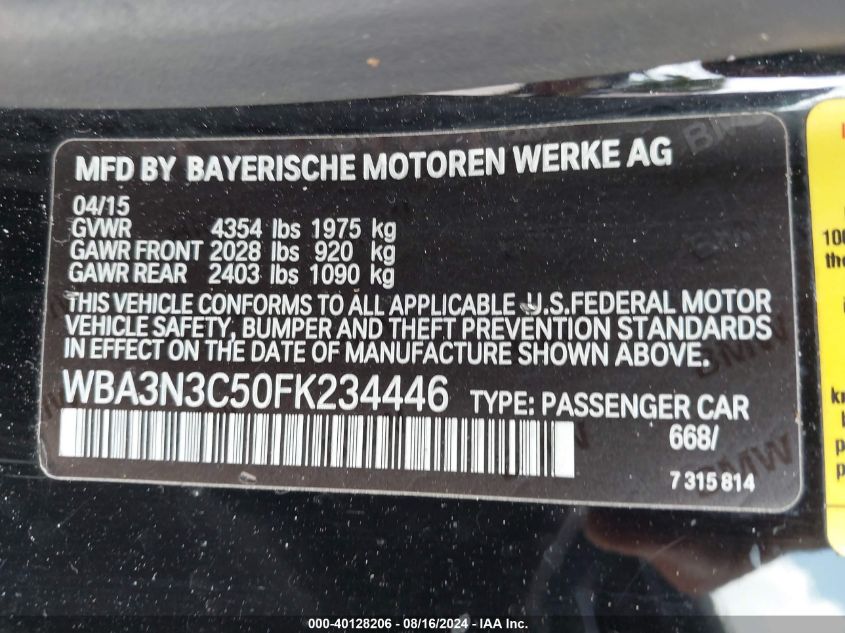 MFD BY BAYERISCHE MOTOREN WERKE AG
04/15
GVWR 4354 lbs 1975 kg
GAWR FRONT 2028 lbs 920 kg
GAWR REAR 2403 lbs 1090 kg
THIS VEHICLE CONFORMS TO ALL APPLICABLE U.S.FEDERAL MOTOR
VEHICLE SAFETY, BUMPER AND THEFT PREVENTION STANDARDS
IN EFFECT ON THE DATE OF MANUFACTURE SHOWN ABOVE.
WBA3N3C50FK234446 TYPE: PASSENGER CAR
668/
7 315 814
BMW
100
the
000-40128206 - 08/16/2024 - IAA Inc.